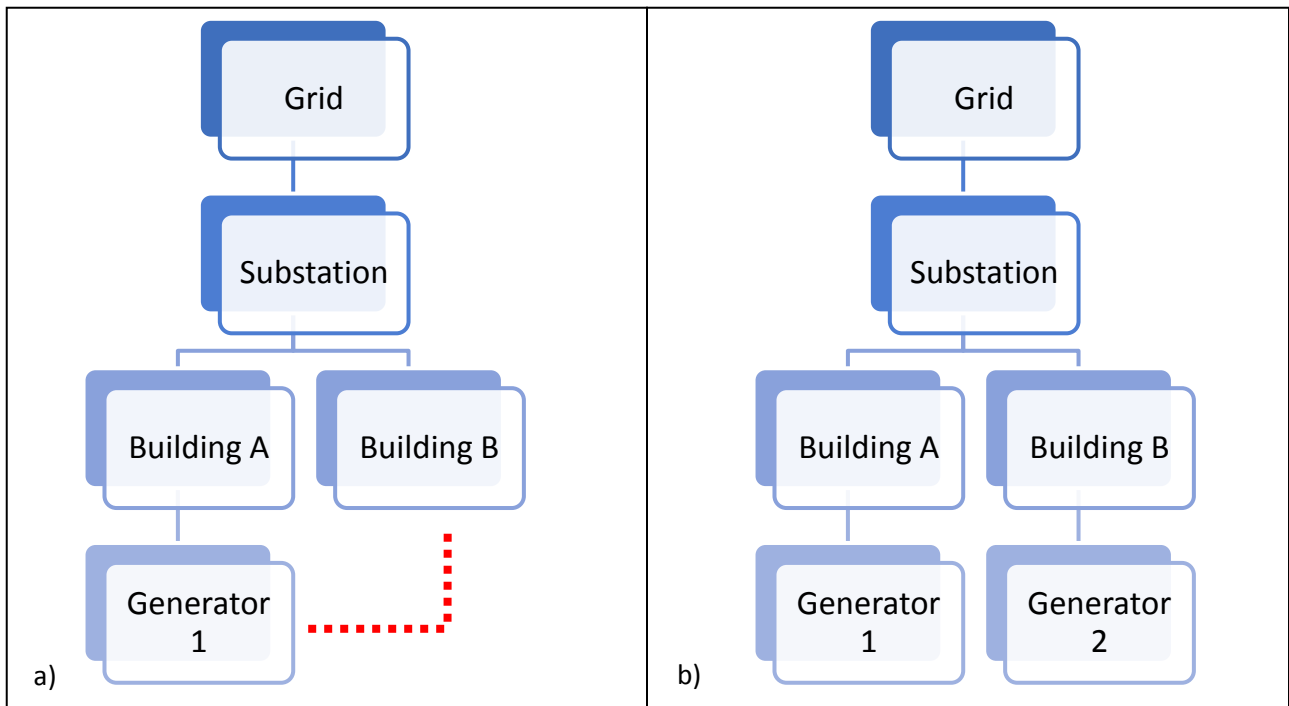 Grid
Substation
Building A
Building B
Generator
1
a)
Grid
Substation
Building A
Building B
Generator
1
Generator
2
b)